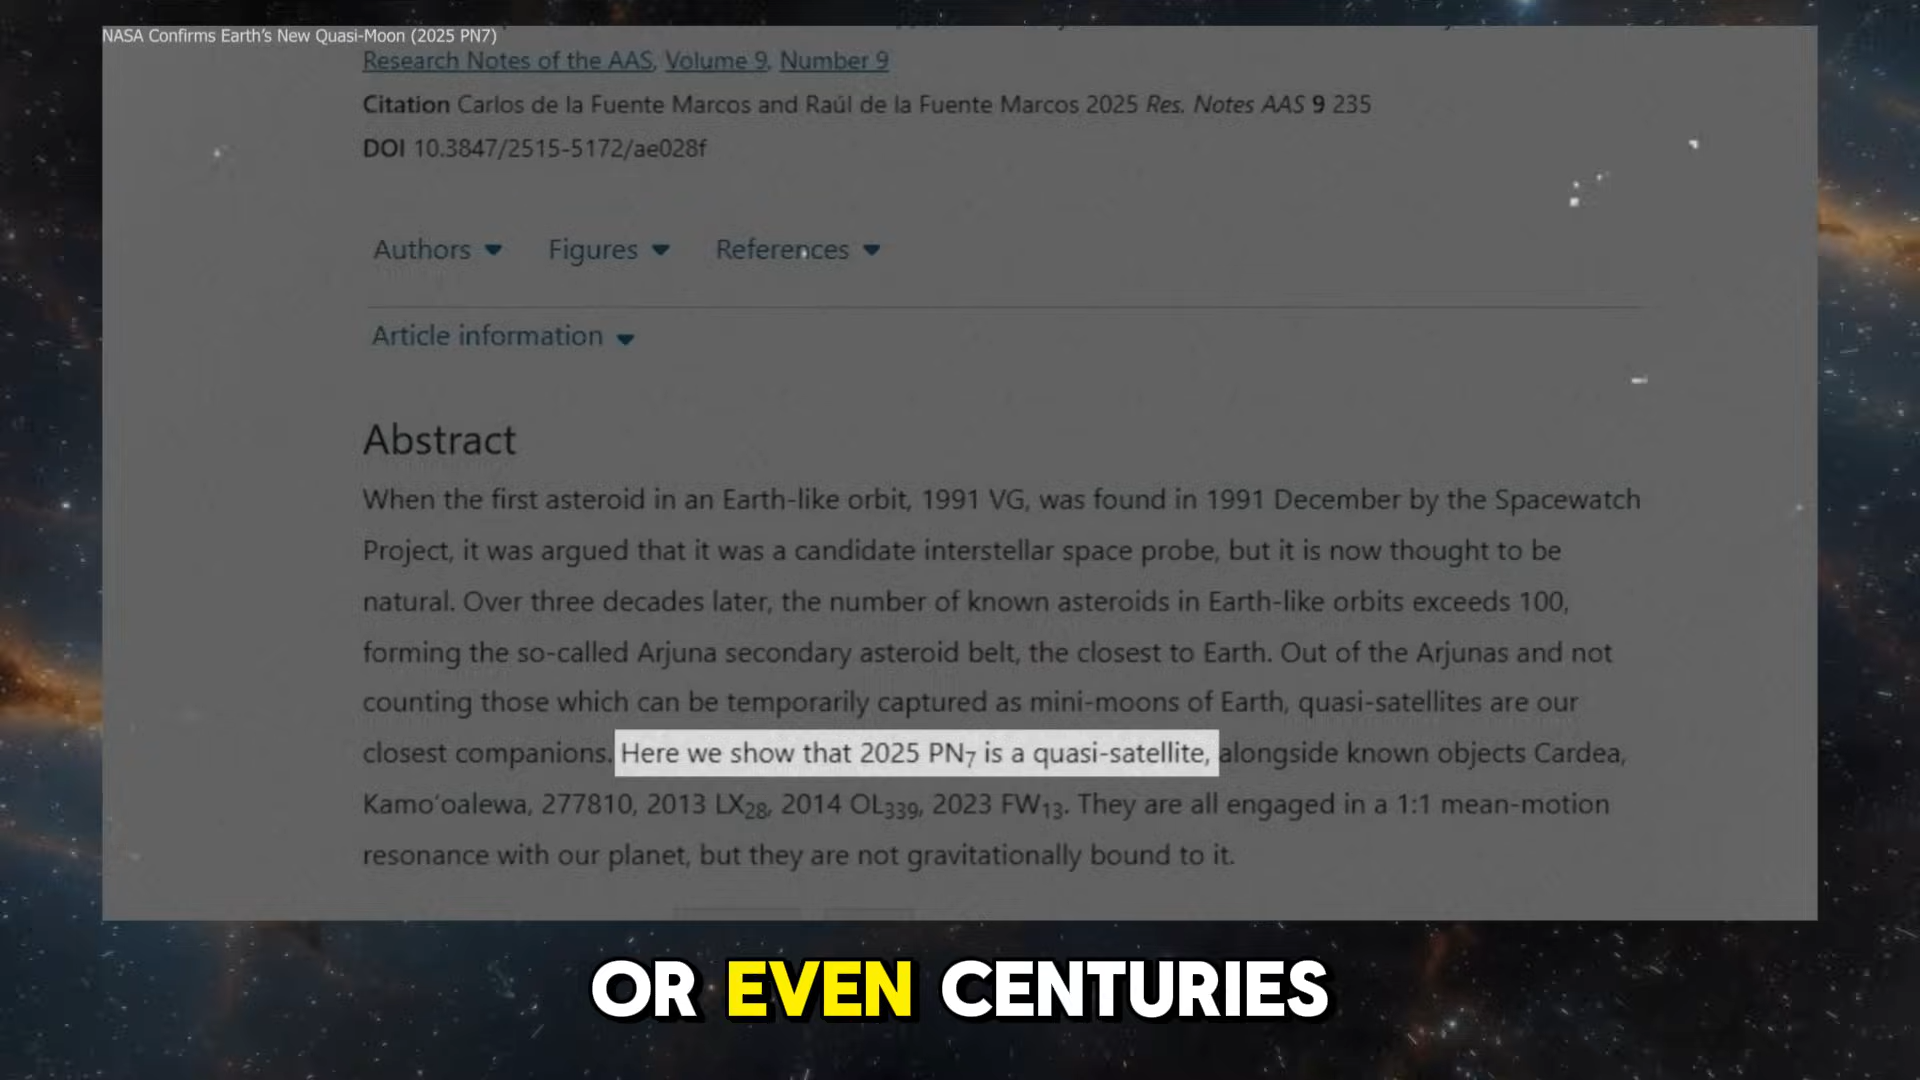 NASA Confirms Earth's New Quasi-Moon (2025 PN7)
Research Notes of the AAS, Volume 9, Number 9
Citation Carlos de la Fuente Marcos and Raúl de la Fuente Marcos 2025 Res. Notes AAS 9 235
DOI 10.3847/2515-5172/ae028f
Authors Figures References
Article information
Abstract
When the first asteroid in an Earth-like orbit, 1991 VG, was found in 1991 December by the Spacewatch
Project, it was argued that it was a candidate interstellar space probe, but it is now thought to be
natural. Over three decades later, the number of known asteroids in Earth-like orbits exceeds 100,
forming the so-called Arjuna secondary asteroid belt, the closest to Earth. Out of the Arjunas and not
counting those which can be temporarily captured as mini-moons of Earth, quasi-satellites are our
closest companions. Here we show that 2025 PN₇ is a quasi-satellite, alongside known objects Cardea,
Kamo'oalewa, 277810, 2013 LX₂₈, 2014 OL₃₃₉, 2023 FW₁₃. They are all engaged in a 1:1 mean-motion
resonance with our planet, but they are not gravitationally bound to it.
OR EVEN CENTURIES